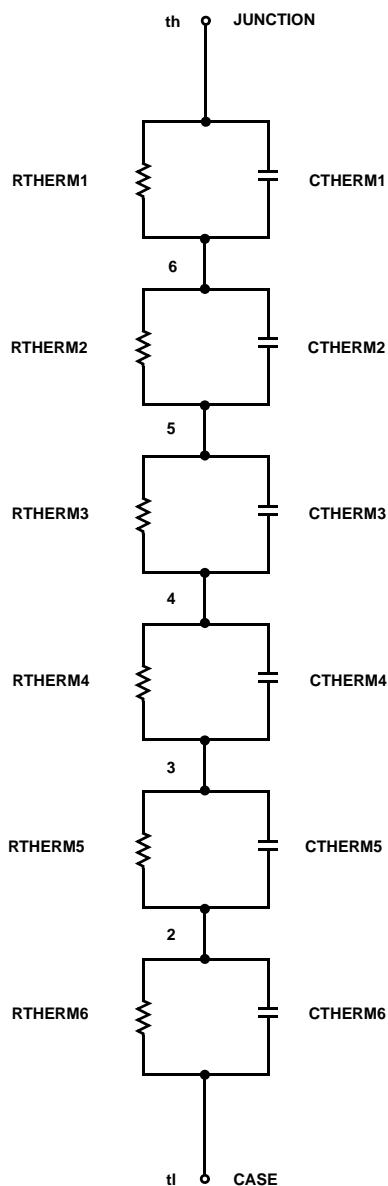 th JUNCTION
RTHERM1 CTHERM1
6
RTHERM2 CTHERM2
5
RTHERM3 CTHERM3
4
RTHERM4 CTHERM4
3
RTHERM5 CTHERM5
2
RTHERM6 CTHERM6
tl CASE